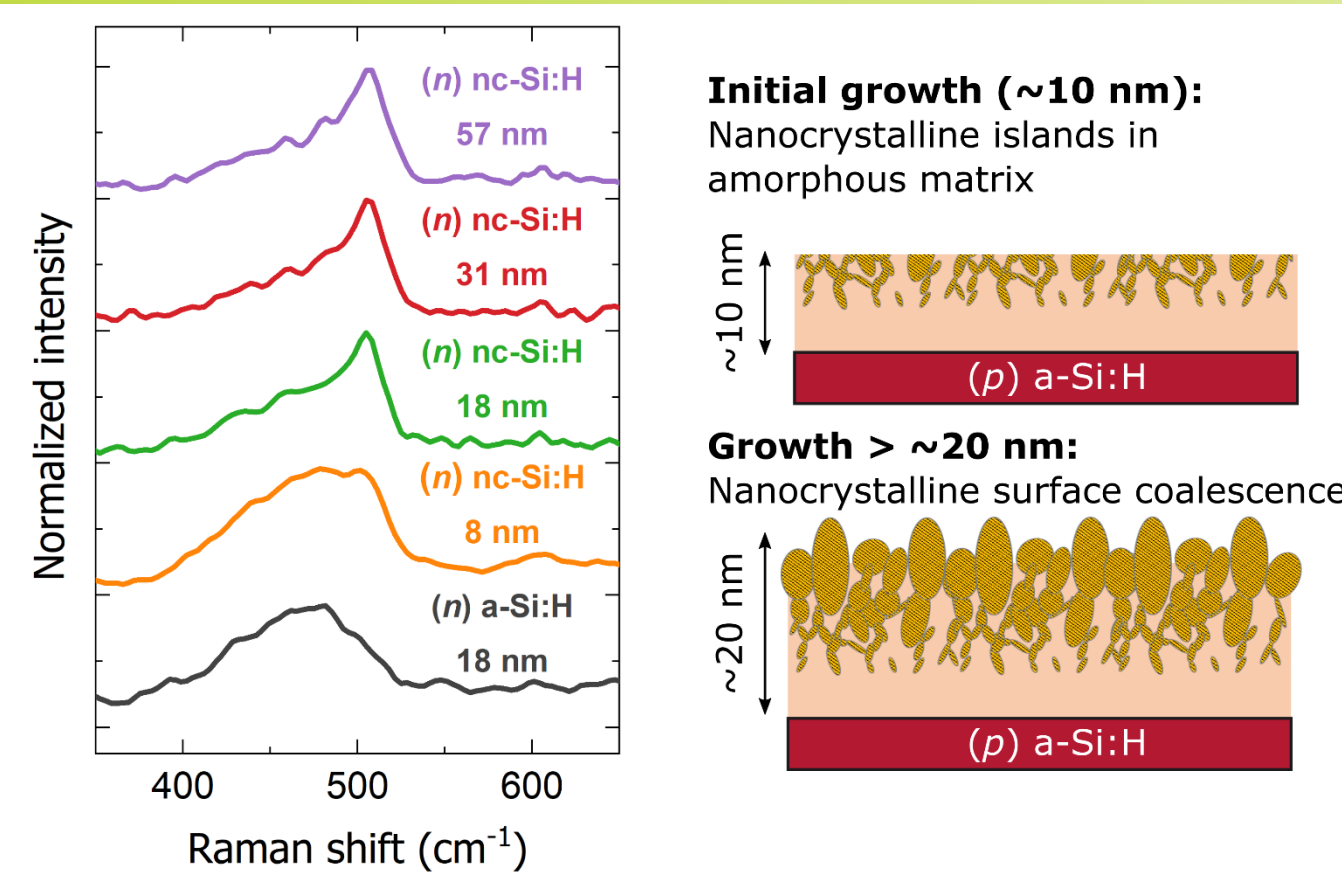 Normalized intensity
(n) nc-Si:H
57 nm
(n) nc-Si:H
31 nm
(n) nc-Si:H
18 nm
(n) nc-Si:H
8 nm
(n) a-Si:H
18 nm
400
500
600
Raman shift (cm⁻¹)
Initial growth (~10 nm):
Nanocrystalline islands in
amorphous matrix
~10 nm
(p) a-Si:H
Growth > ~20 nm:
Nanocrystalline surface coalescence
~20 nm
(p) a-Si:H